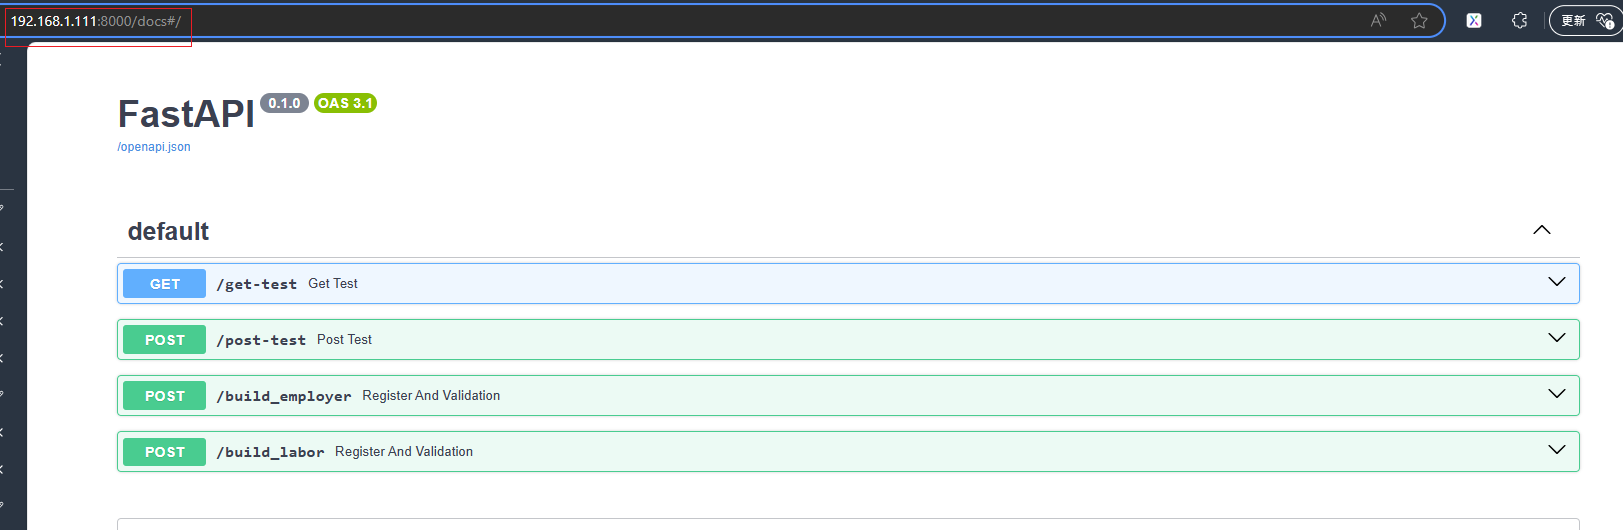 192.168.1.111:8000/docs#/
更新
FastAPI 0.1.0 OAS 3.1
/openapi.json
default
GET /get-test Get Test
POST /post-test Post Test
POST /build_employer Register And Validation
POST /build_labor Register And Validation